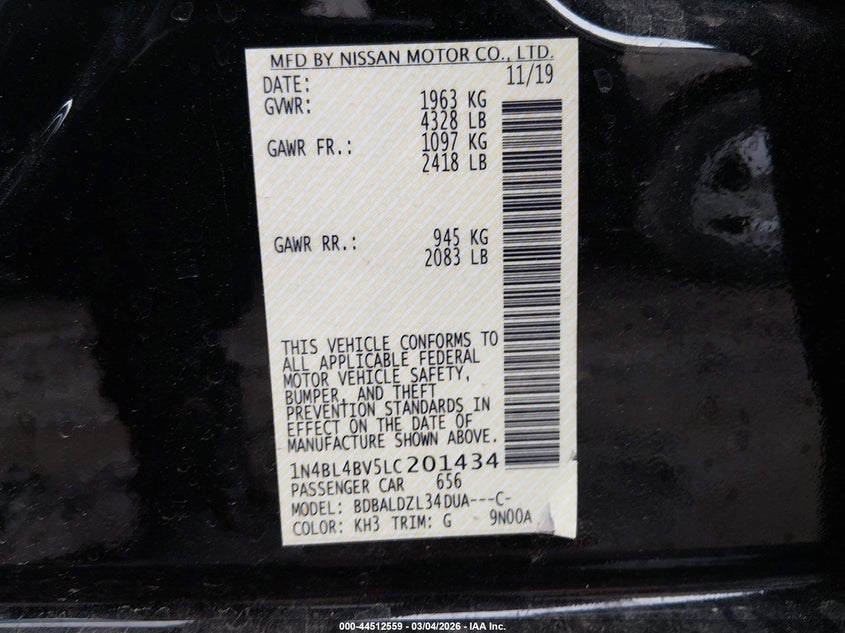 MFD BY NISSAN MOTOR CO., LTD.
DATE: 11/19
GVWR: 1963 KG
4328 LB
GAWR FR.: 1097 KG
2418 LB
GAWR RR.: 945 KG
2083 LB
THIS VEHICLE CONFORMS TO
ALL APPLICABLE FEDERAL
MOTOR VEHICLE SAFETY,
BUMPER, AND THEFT
PREVENTION STANDARDS IN
EFFECT ON THE DATE OF
MANUFACTURE SHOWN ABOVE.
1N4BL4BV5LC201434
PASSENGER CAR 656
MODEL: BDBALDZL34DUA---C-
COLOR: KH3 TRIM: G 9N00A
000-44512559 - 03/04/2026 - IAA Inc.